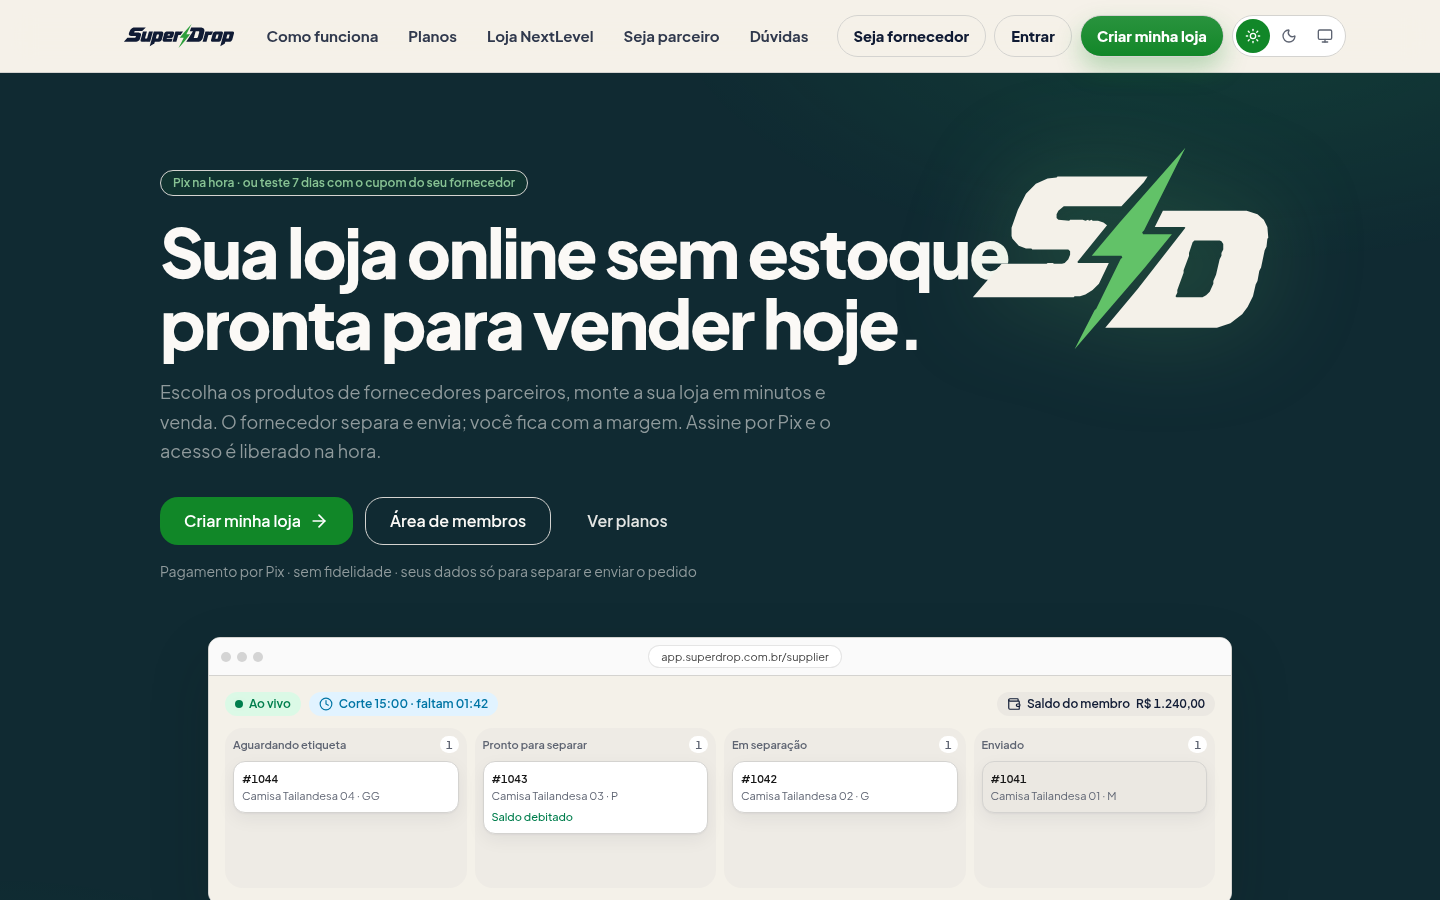 SuperDrop
Como funciona
Planos
Loja NextLevel
Seja parceiro
Dúvidas
Seja fornecedor
Entrar
Criar minha loja
Pix na hora · ou teste 7 dias com o cupom do seu fornecedor
Sua loja online sem estoque
pronta para vender hoje.
SD
Escolha os produtos de fornecedores parceiros, monte a sua loja em minutos e
venda. O fornecedor separa e envia; você fica com a margem. Assine por Pix e o
acesso é liberado na hora.
Criar minha loja
Área de membros
Ver planos
Pagamento por Pix · sem fidelidade · seus dados só para separar e enviar o pedido
app.superdrop.com.br/supplier
Ao vivo
Corte 15:00 · faltam 01:42
Saldo do membro R$ 1.240,00
Aguardando etiqueta 1
#1044
Camisa Tailandesa 04 · GG
Pronto para separar 1
#1043
Camisa Tailandesa 03 · P
Saldo debitado
Em separação 1
#1042
Camisa Tailandesa 02 · G
Enviado 1
#1041
Camisa Tailandesa 01 · M